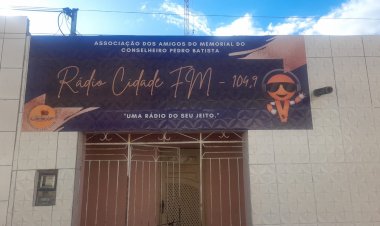 ASSOCIAÇÃO DOS AMIGOS DO MEMORIAL DO
CONSELHEIRO PEDRO BATISTA
Rádio Cidade FM - 104,9
"UMA RÁDIO DO SEU JEITO."